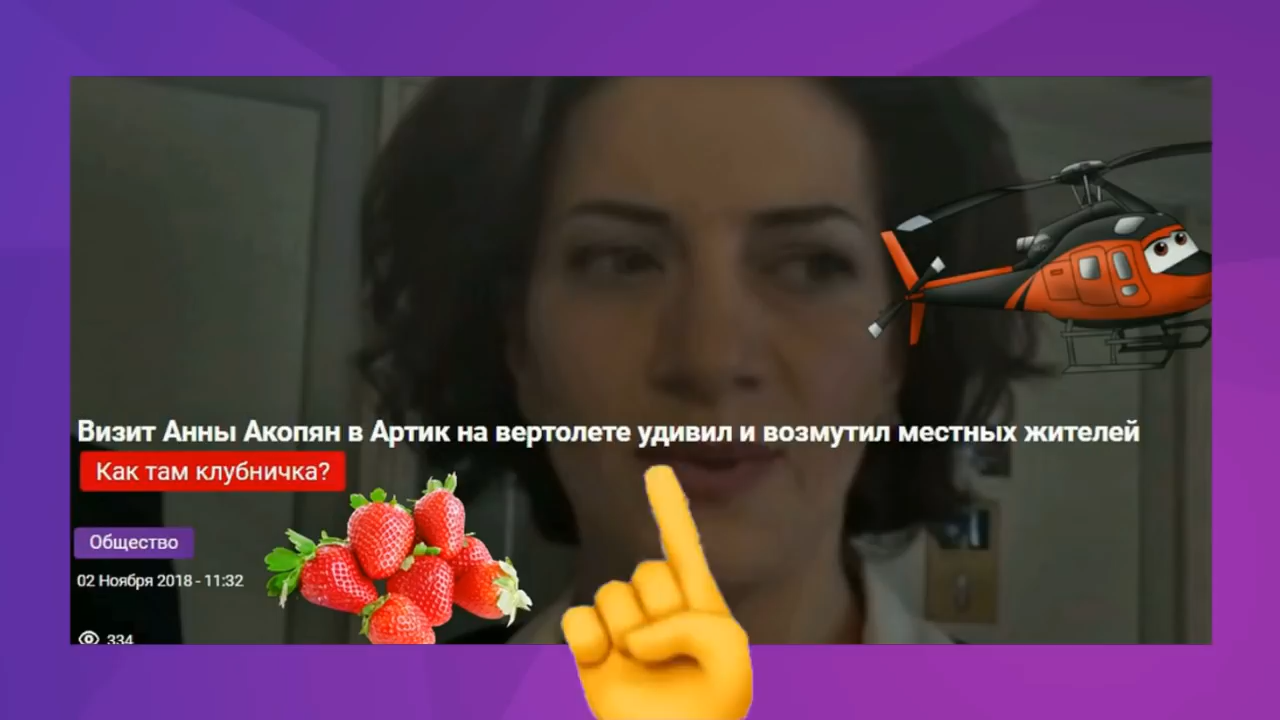 Визит Анны Акопян в Артик на вертолете удивил и возмутил местных жителей
Как там клубничка?
Общество
02 Ноября 2018 - 11:32
334